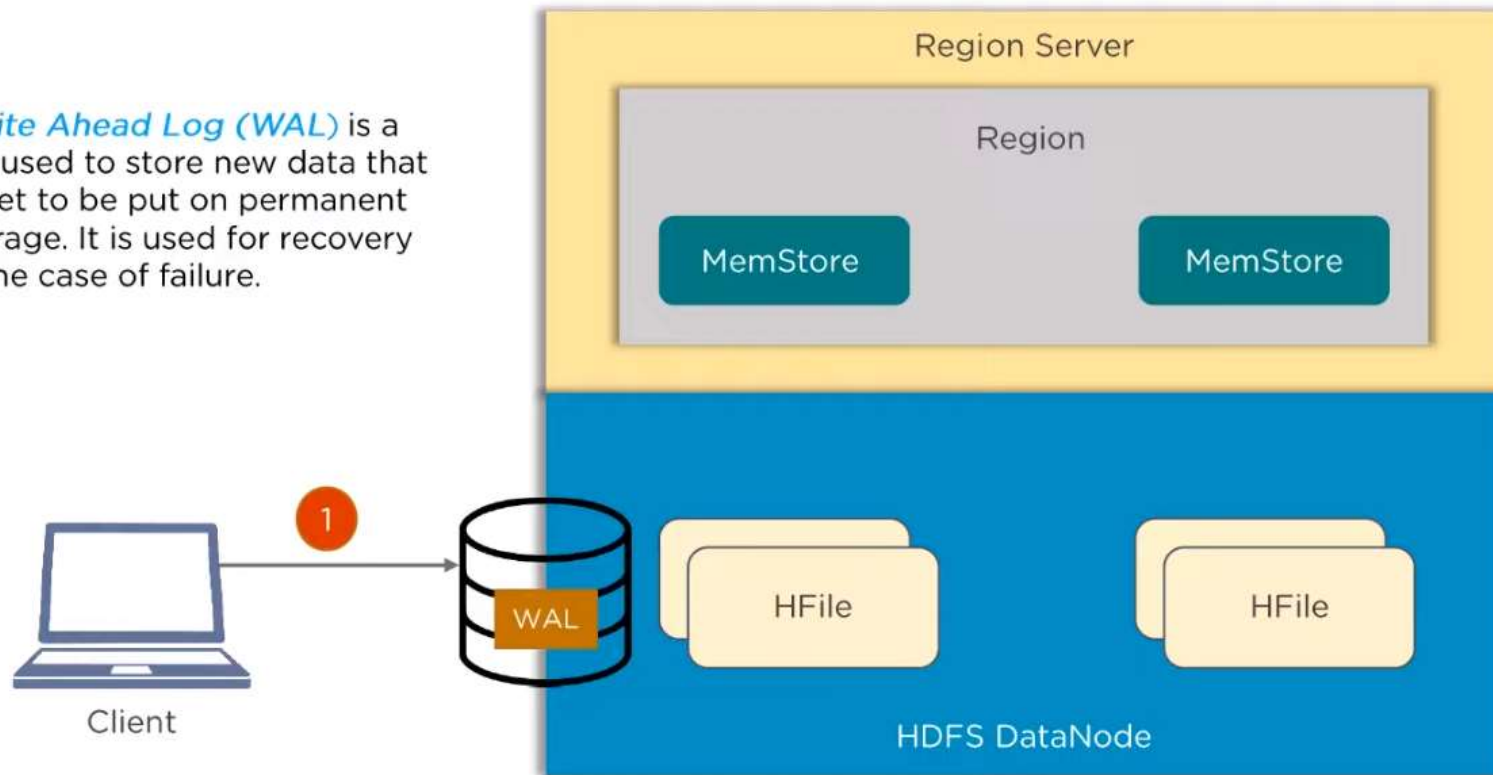 ite Ahead Log (WAL) is a
used to store new data that
et to be put on permanent
rage. It is used for recovery
he case of failure.
Region Server
Region
MemStore
MemStore
1
WAL
HFile
HFile
Client
HDFS DataNode